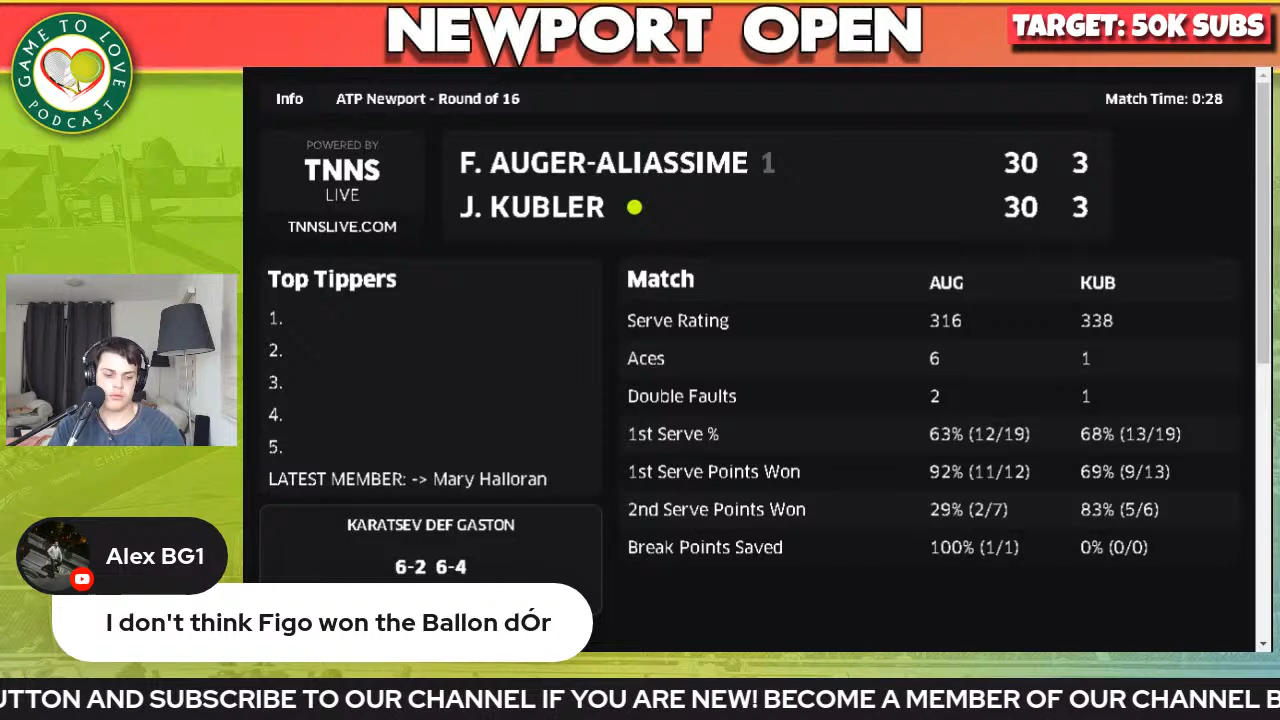 GAME TO LOVE
PODCAST
NEWPORT OPEN
TARGET: 50K SUBS
Info ATP Newport - Round of 16 Match Time: 0:28
POWERED BY
TNNS
LIVE
TNNSLIVE.COM
F. AUGER-ALIASSIME 1 30 3
J. KUBLER 30 3
Top Tippers
1.
2.
3.
4.
5.
LATEST MEMBER: -> Mary Halloran
KARATSEV DEF GASTON
6-2 6-4
Match AUG KUB
Serve Rating 316 338
Aces 6 1
Double Faults 2 1
1st Serve % 63% (12/19) 68% (13/19)
1st Serve Points Won 92% (11/12) 69% (9/13)
2nd Serve Points Won 29% (2/7) 83% (5/6)
Break Points Saved 100% (1/1) 0% (0/0)
Alex BG1
I don't think Figo won the Ballon dÓr
UTTON AND SUBSCRIBE TO OUR CHANNEL IF YOU ARE NEW! BECOME A MEMBER OF OUR CHANNEL B